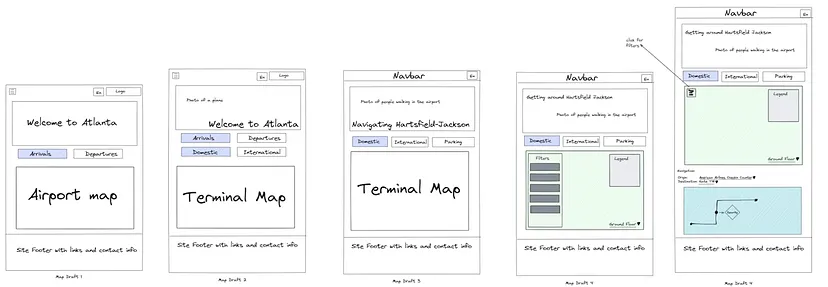 En
Logo
Welcome to Atlanta
Arrivals
Departures
Airport map
Site Footer with links and contact info
Map Draft 1
En
Logo
Photo of a plane
Welcome to Atlanta
Arrivals
Departures
Domestic
International
Terminal Map
Site Footer with links and contact info
Map Draft 2
Navbar
En
Photo of people walking in the airport
Navigating Hartsfield-Jackson
Domestic
International
Parking
Terminal Map
Site Footer with links and contact info
Map Draft 3
Navbar
En
Getting around Hartsfield Jackson
Photo of people walking in the airport
Domestic
International
Parking
Filters
Legend
Ground Floor
Site Footer with links and contact info
Map Draft 4
click for
filters
Navbar
En
Getting around Hartsfield Jackson
Photo of people walking in the airport
Domestic
International
Parking
Legend
Ground Floor
Navigation
Origin:
Destination:
Site Footer with links and contact info
Map Draft 4